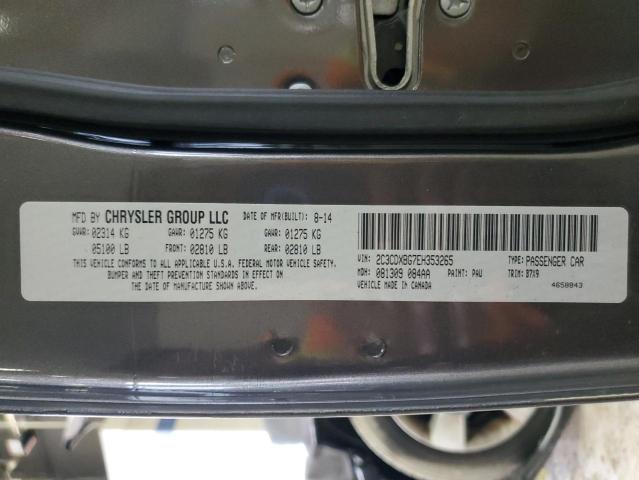 MFD BY CHRYSLER GROUP LLC DATE OF MFR(BUILT): 8-14
GVWR: 02314 KG GAWR: 01275 KG GAWR: 01275 KG
05100 LB FRONT: 02810 LB REAR: 02810 LB
THIS VEHICLE CONFORMS TO ALL APPLICABLE U.S.A. FEDERAL MOTOR VEHICLE SAFETY,
BUMPER AND THEFT PREVENTION STANDARDS IN EFFECT ON
THE DATE OF MANUFACTURE SHOWN ABOVE.
VIN: 2C3CDXBG7EH353265 TYPE: PASSENGER CAR
MDH: 081309 084AA PAINT: PAU TRIM: B7X9
VEHICLE MADE IN CANADA 4658843